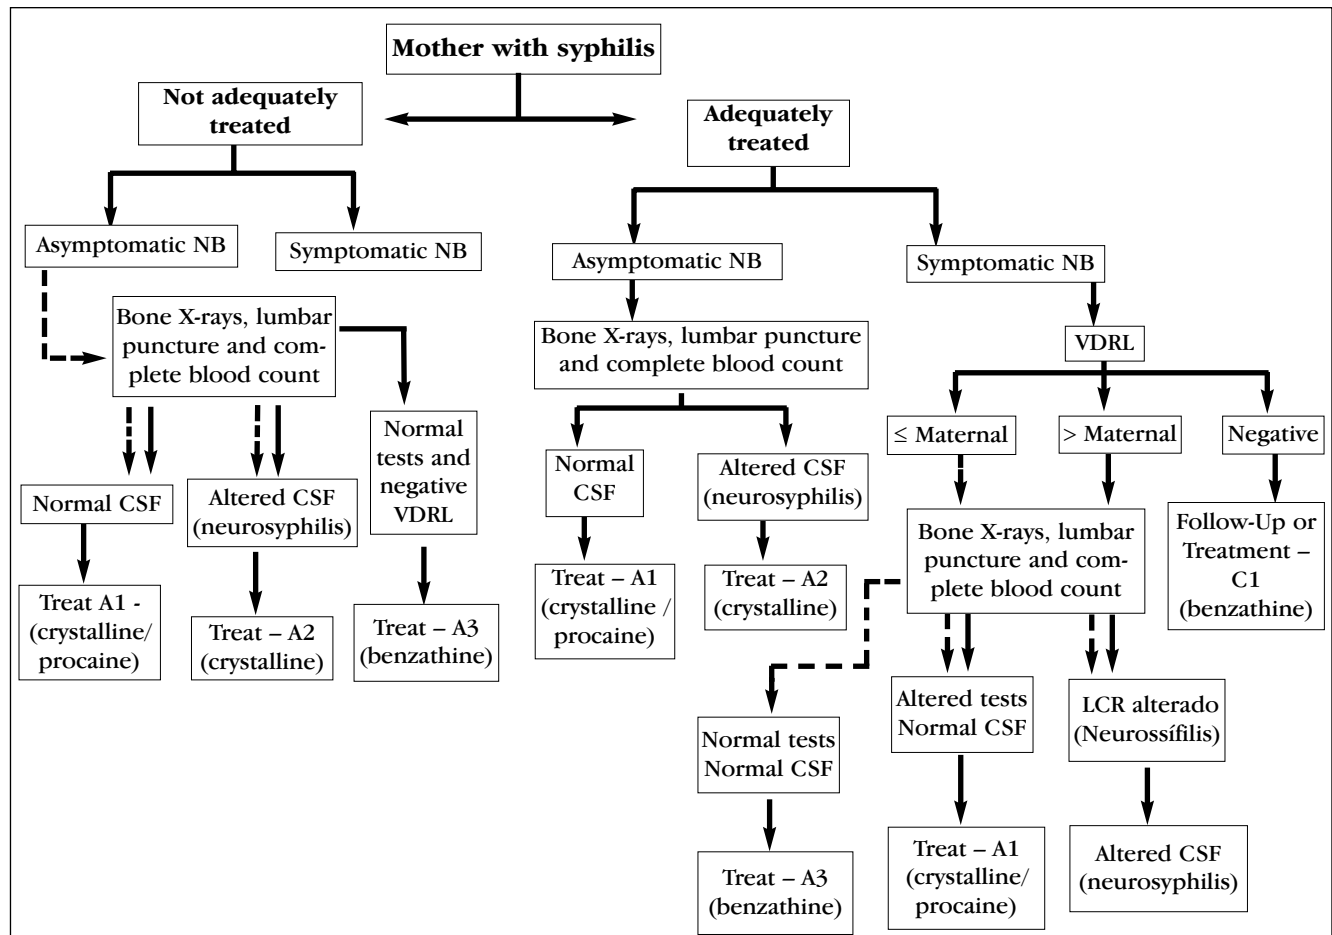 Mother with syphilis
Not adequately
treated
Adequately
treated
Asymptomatic NB
Symptomatic NB
Asymptomatic NB
Symptomatic NB
Bone X-rays, lumbar
puncture and com-
plete blood count
Bone X-rays, lumbar puncture
and complete blood count
VDRL
Normal
tests and
negative
VDRL
≤ Maternal
> Maternal
Negative
Normal CSF
Altered CSF
(neurosyphilis)
Normal
CSF
Altered CSF
(neurosyphilis)
Bone X-rays, lumbar
puncture and com-
plete blood count
Follow-Up or
Treatment –
C1
(benzathine)
Treat A1 -
(crystalline/
procaine)
Treat – A2
(crystalline)
Treat – A3
(benzathine)
Treat – A1
(crystalline /
procaine)
Treat – A2
(crystalline)
Normal tests
Normal CSF
Altered tests
Normal CSF
LCR alterado
(Neurossífilis)
Treat – A3
(benzathine)
Treat – A1
(crystalline/
procaine)
Altered CSF
(neurosyphilis)